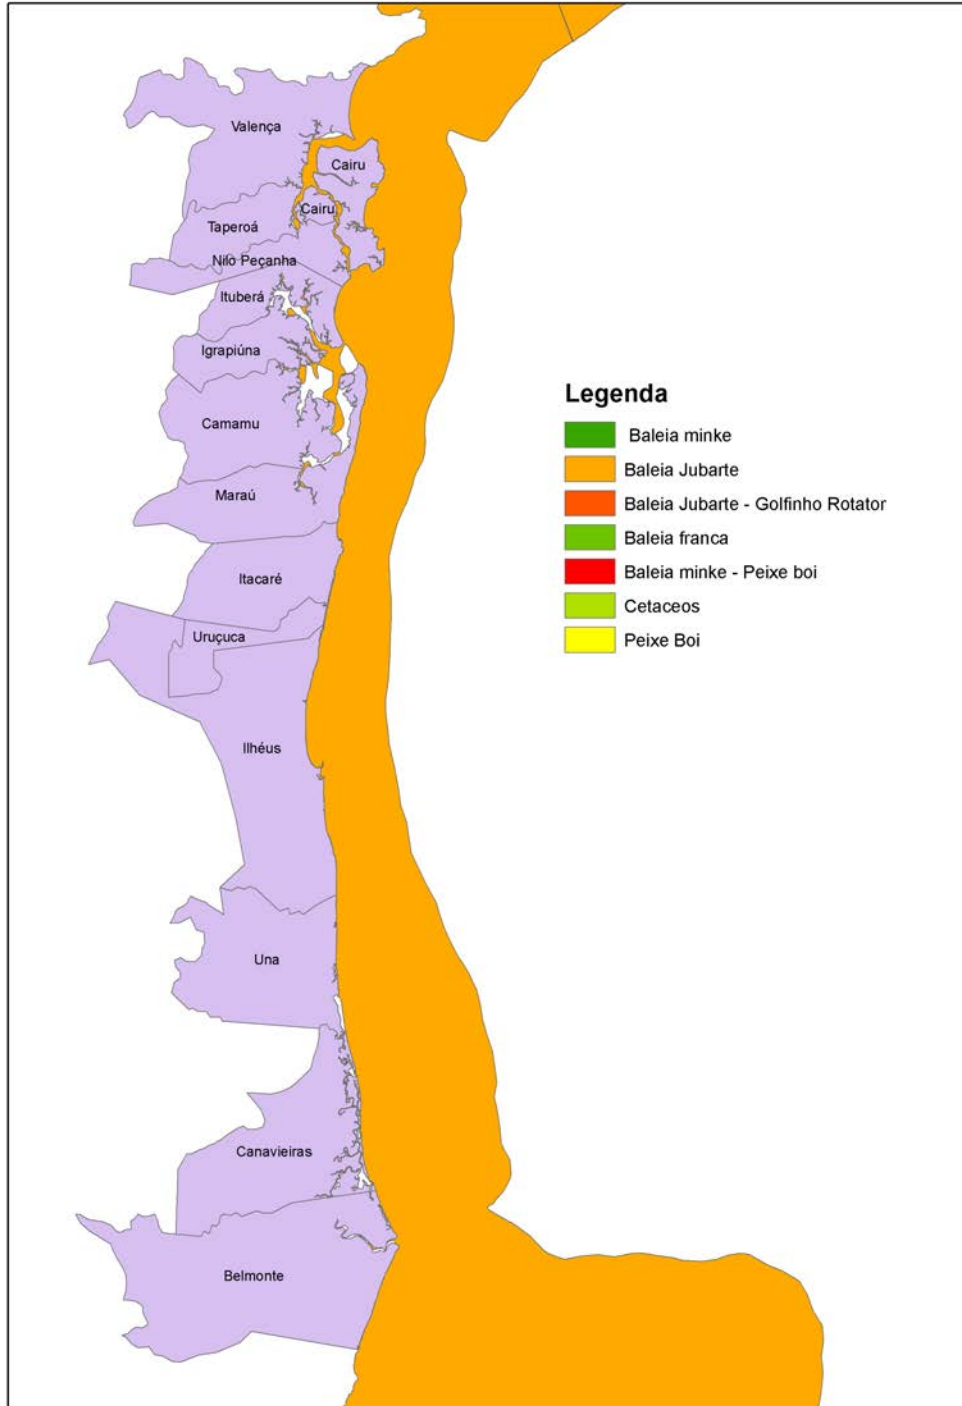 Valença
Cairu
Cairu
Taperoá
Nilo Peçanha
Ituberá
Igrapiúna
Camamu
Maraú
Itacaré
Uruçuca
Ilhéus
Una
Canavieiras
Belmonte
Legenda
Baleia minke
Baleia Jubarte
Baleia Jubarte - Golfinho Rotator
Baleia franca
Baleia minke - Peixe boi
Cetaceos
Peixe Boi